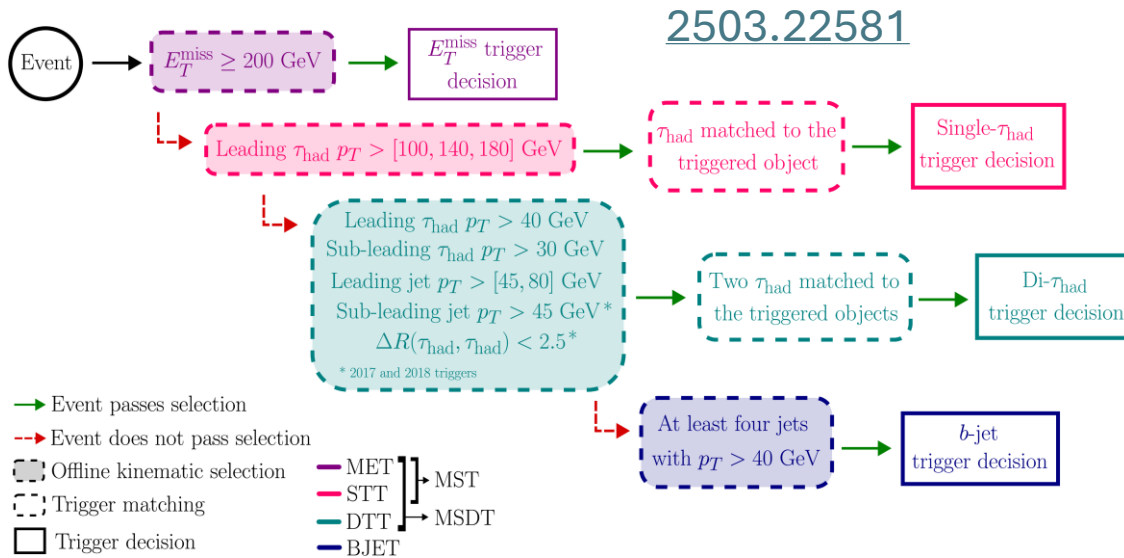 2503.22581
Event
E_T^miss ≥ 200 GeV
E_T^miss trigger
decision
Leading τ_had p_T > [100, 140, 180] GeV
τ_had matched to the
triggered object
Single-τ_had
trigger decision
Leading τ_had p_T > 40 GeV
Sub-leading τ_had p_T > 30 GeV
Leading jet p_T > [45, 80] GeV
Sub-leading jet p_T > 45 GeV*
ΔR(τ_had, τ_had) < 2.5*
* 2017 and 2018 triggers
Two τ_had matched to
the triggered objects
Di-τ_had
trigger decision
At least four jets
with p_T > 40 GeV
b-jet
trigger decision
Event passes selection
Event does not pass selection
Offline kinematic selection
Trigger matching
Trigger decision
MET
STT
DTT
BJET
MST
MSDT